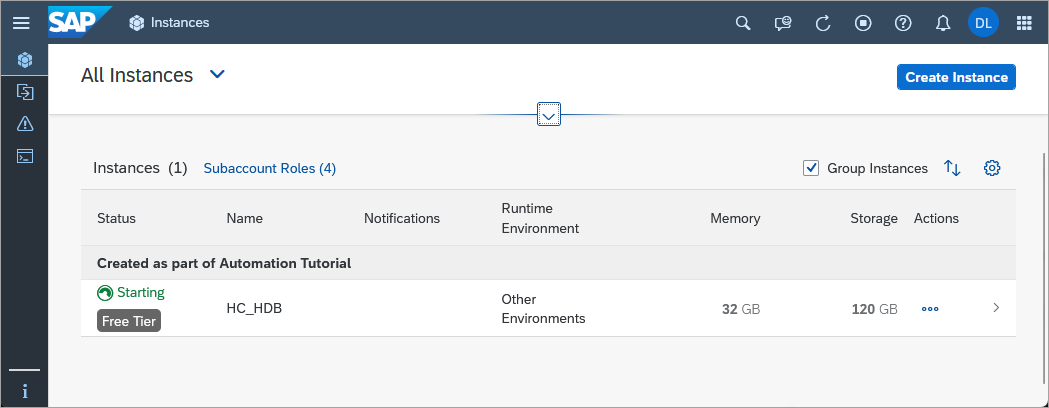 SAP Instances DL
All Instances
Create Instance
Instances (1) Subaccount Roles (4) Group Instances
Status Name Notifications Runtime Environment Memory Storage Actions
Created as part of Automation Tutorial
Starting
Free Tier
HC_HDB
Other
Environments
32 GB
120 GB